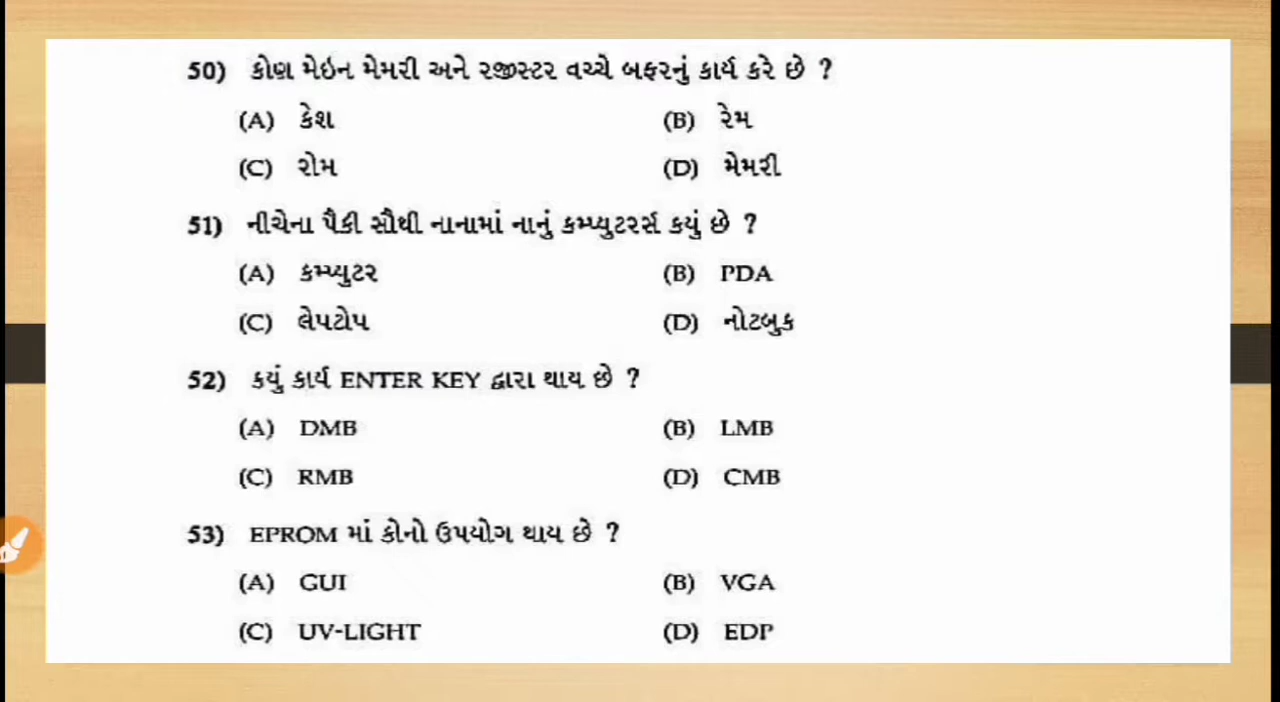 50) કોણ મેઇન મેમરી અને રજીસ્ટર વચ્ચે બફરનું કાર્ય કરે છે ?
(A) કેશ (B) રેમ
(C) રોમ (D) મેમરી
51) નીચેના પૈકી સૌથી નાનામાં નાનું કમ્પ્યુટરર્સ કયું છે ?
(A) કમ્પ્યુટર (B) PDA
(C) લેપટોપ (D) નોટબુક
52) કયું કાર્ય ENTER KEY દ્વારા થાય છે ?
(A) DMB (B) LMB
(C) RMB (D) CMB
53) EPROM માં કોનો ઉપયોગ થાય છે ?
(A) GUI (B) VGA
(C) UV-LIGHT (D) EDP